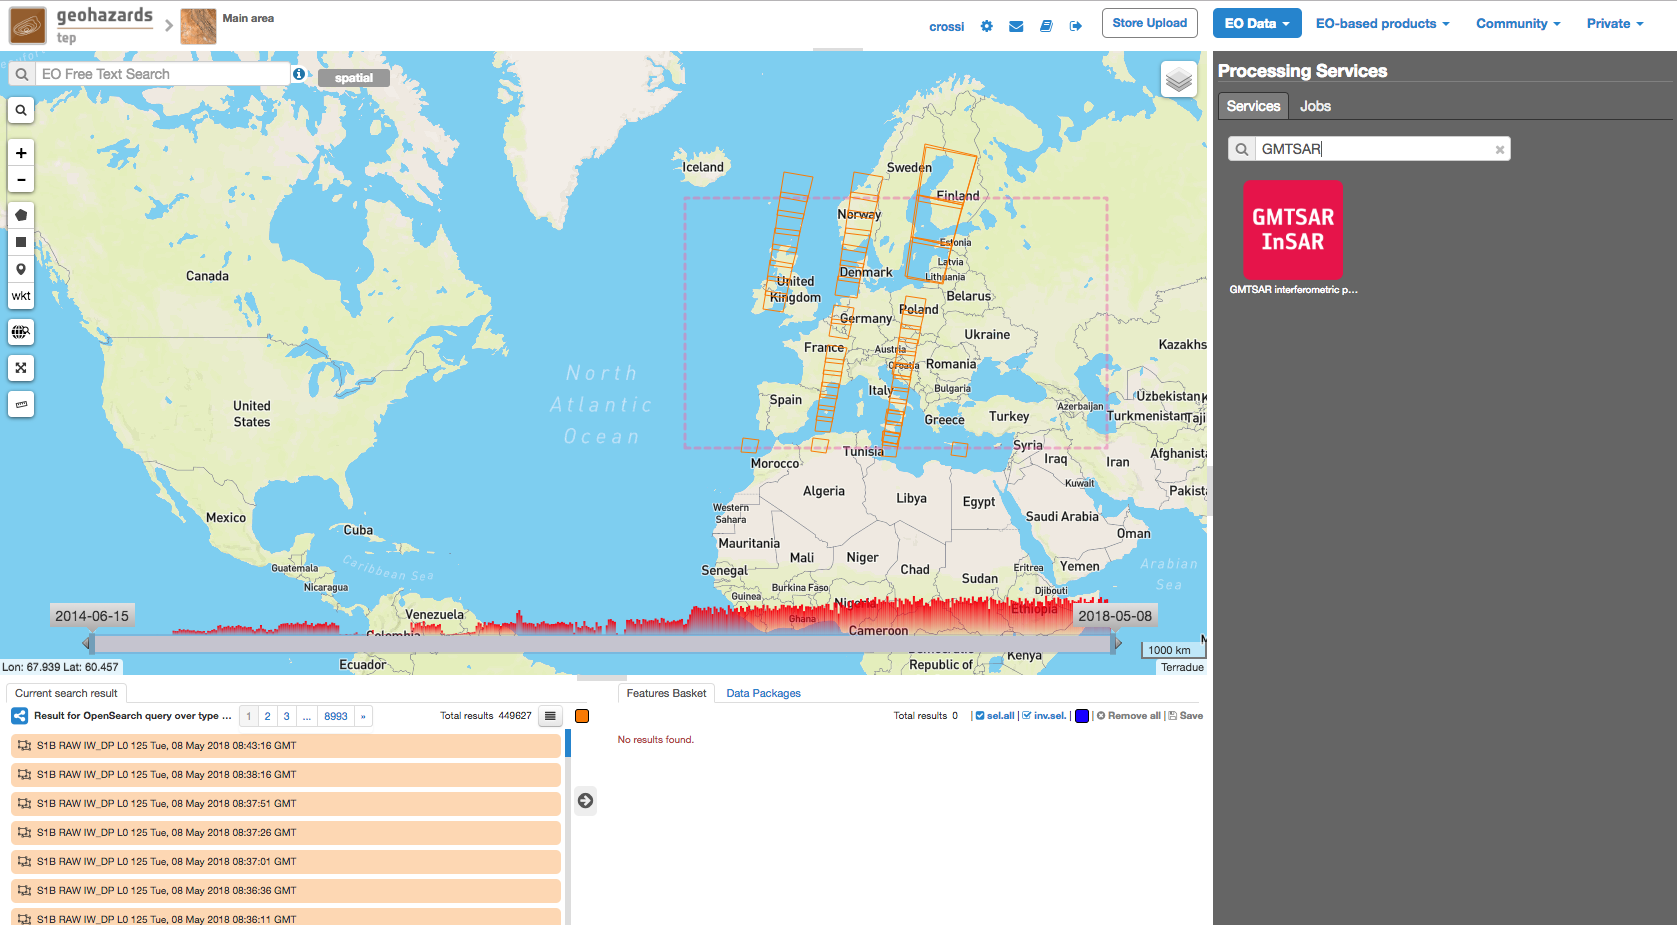 geohazards
tep
Main area
crossi
Store Upload
EO Data
EO-based products
Community
Private
EO Free Text Search
spatial
wkt
Iceland
Sweden
Finland
Norway
Estonia
Latvia
Lithuania
Denmark
United
Kingdom
Belarus
Poland
Germany
Ukraine
France
Austria
Croatia
Romania
Kazakhs
Italy
Bulgaria
Spain
Greece
Turkey
Azerbaijan
Uzbekistan
Turkmenistan
Taji
Canada
United
States
North
Atlantic
Ocean
Tunisia
Syria
Iraq
Iran
Afghanist
Morocco
Kuwait
Pakist
Algeria
Libya
Egypt
Western
Sahara
Saudi Arabia
Oman
Mexico
Cuba
Mauritania
Mali
Niger
Chad
Sudan
Eritrea
Yemen
Arabian
Sea
Guatemala
Caribbean Sea
Nicaragua
Senegal
Burkina Faso
Guinea
Djibouti
Nigeria
Ethiopia
Venezuela
Colombia
Ghana
Cameroon
Ecuador
Democratic
Republic of
Kenya
2014-06-15
2018-05-08
1000 km
Terradue
Lon: 67.939 Lat: 60.457
Processing Services
Services
Jobs
GMTSAR
GMTSAR
InSAR
GMTSAR interferometric p...
Current search result
Result for OpenSearch query over type ...
1 2 3 ... 8993 »
Total results 449627
S1B RAW IW_DP L0 125 Tue, 08 May 2018 08:43:16 GMT
S1B RAW IW_DP L0 125 Tue, 08 May 2018 08:38:16 GMT
S1B RAW IW_DP L0 125 Tue, 08 May 2018 08:37:51 GMT
S1B RAW IW_DP L0 125 Tue, 08 May 2018 08:37:26 GMT
S1B RAW IW_DP L0 125 Tue, 08 May 2018 08:37:01 GMT
S1B RAW IW_DP L0 125 Tue, 08 May 2018 08:36:36 GMT
S1B RAW IW_DP L0 125 Tue, 08 May 2018 08:36:11 GMT
Features Basket
Data Packages
Total results 0 | sel.all | inv.sel. | | Remove all | Save
No results found.